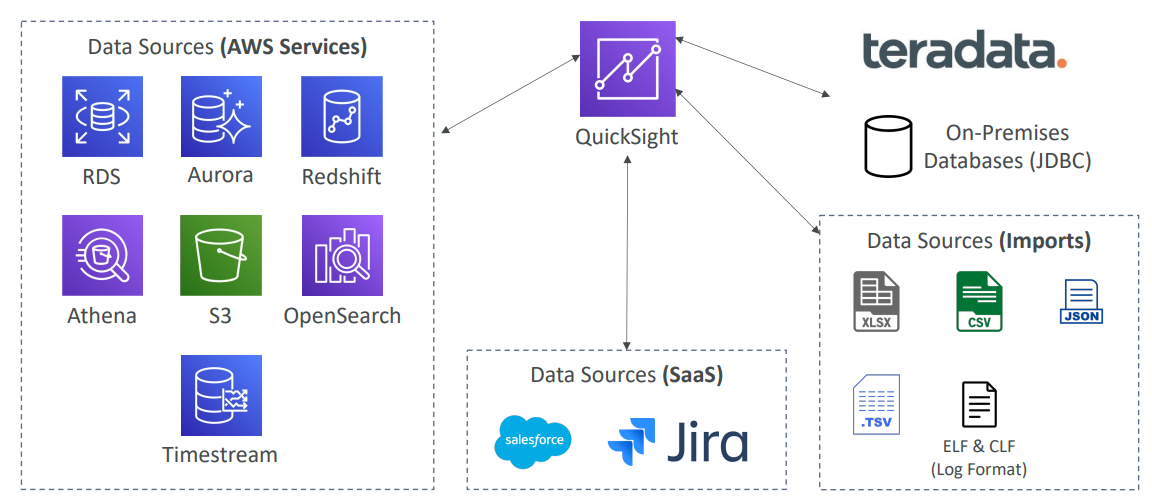 Data Sources (AWS Services)
RDS
Aurora
Redshift
Athena
S3
OpenSearch
Timestream
QuickSight
Data Sources (SaaS)
salesforce
Jira
teradata.
On-Premises
Databases (JDBC)
Data Sources (Imports)
XLSX
CSV
JSON
.TSV
ELF & CLF
(Log Format)